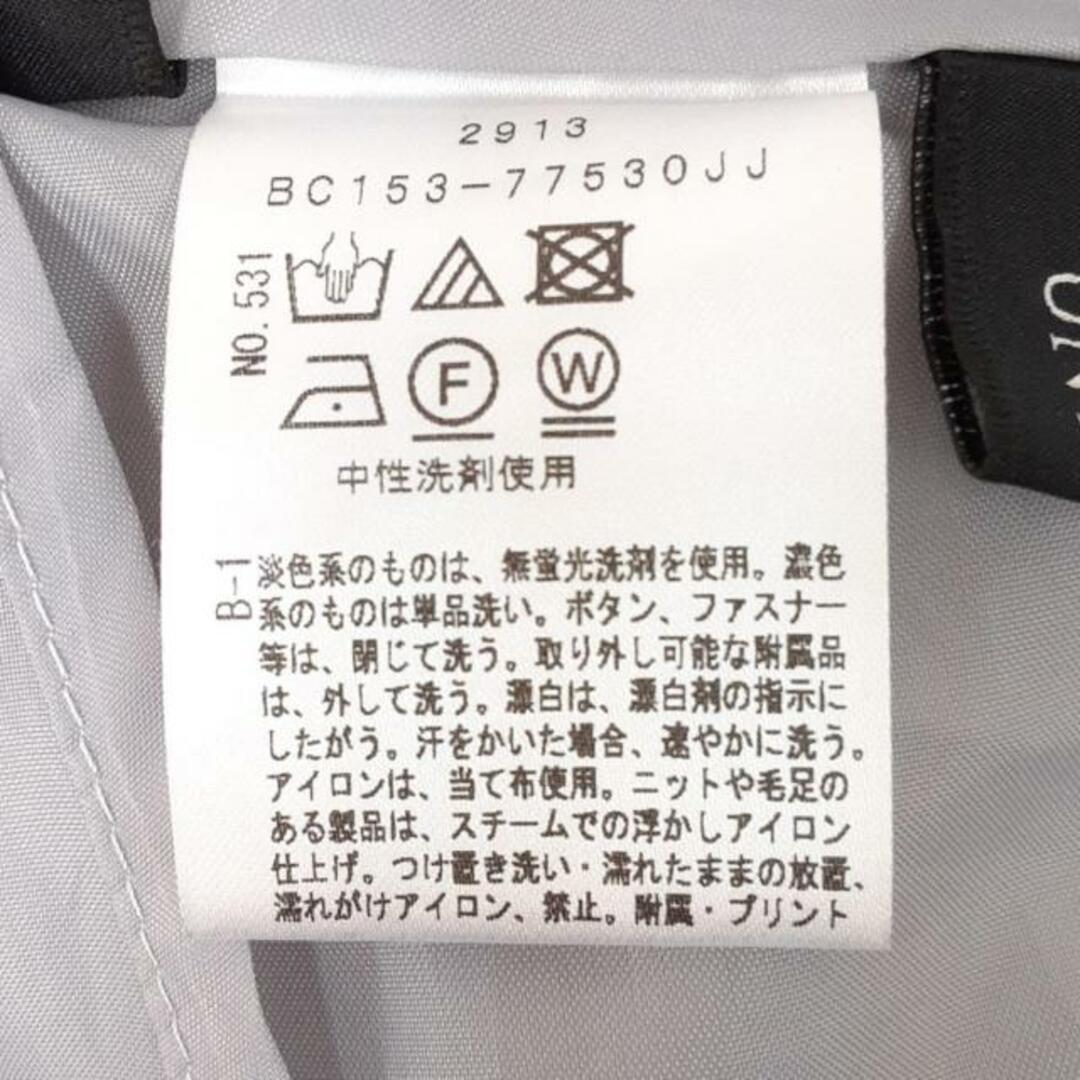 2913
BC153-77530JJ
NO.531
F
W
中性洗剤使用
B-1
淡色系のものは、無蛍光洗剤を使用。濃色
系のものは単品洗い。ボタン、ファスナー
等は、閉じて洗う。取り外し可能な附属品
は、外して洗う。漂白は、漂白剤の指示に
したがう。汗をかいた場合、速やかに洗う。
アイロンは、当て布使用。ニットや毛足の
ある製品は、スチームでの浮かしアイロン
仕上げ。つけ置き洗い・濡れたままの放置、
濡れがけアイロン、禁止。附属・プリント